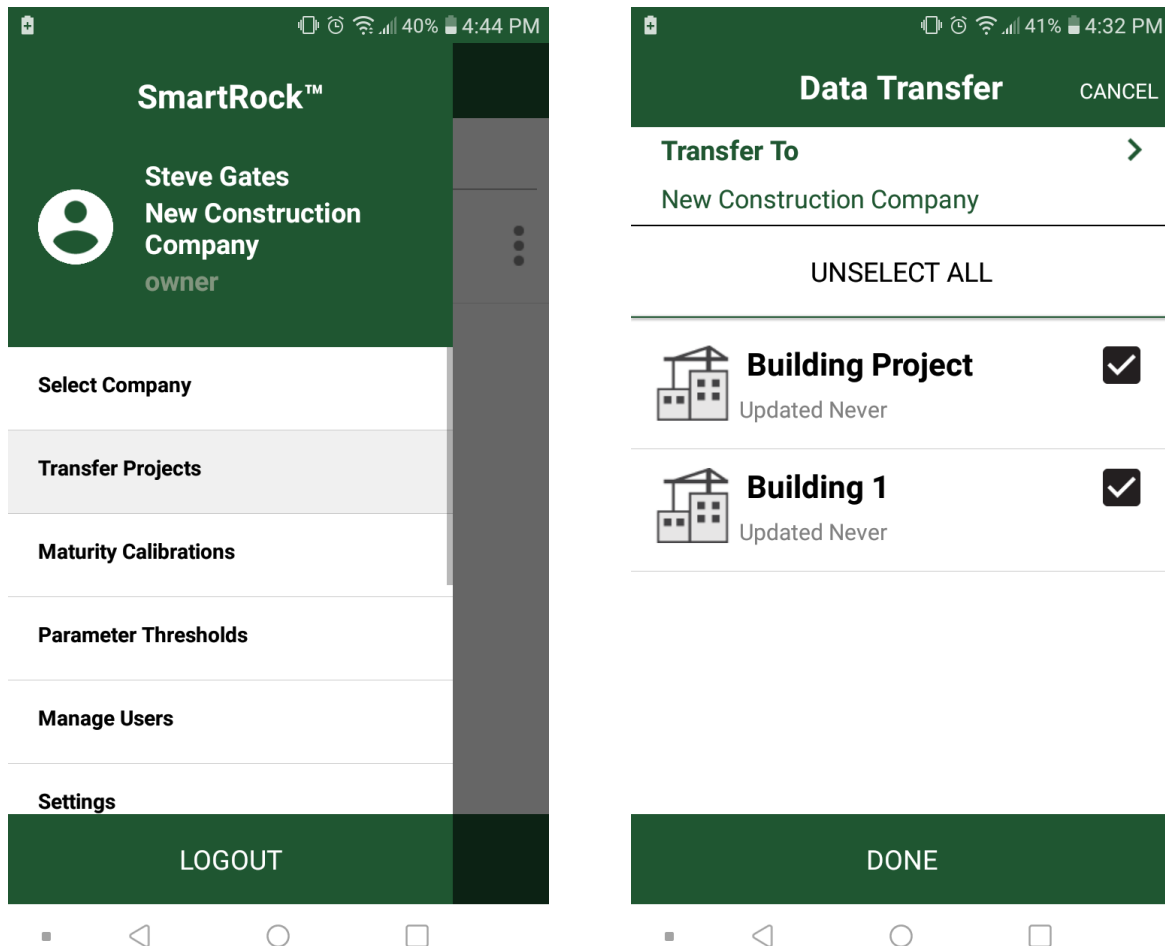 40% 4:44 PM
SmartRock™
Steve Gates
New Construction
Company
owner
Select Company
Transfer Projects
Maturity Calibrations
Parameter Thresholds
Manage Users
Settings
LOGOUT
41% 4:32 PM
Data Transfer
CANCEL
Transfer To
New Construction Company
UNSELECT ALL
Building Project
Updated Never
Building 1
Updated Never
DONE